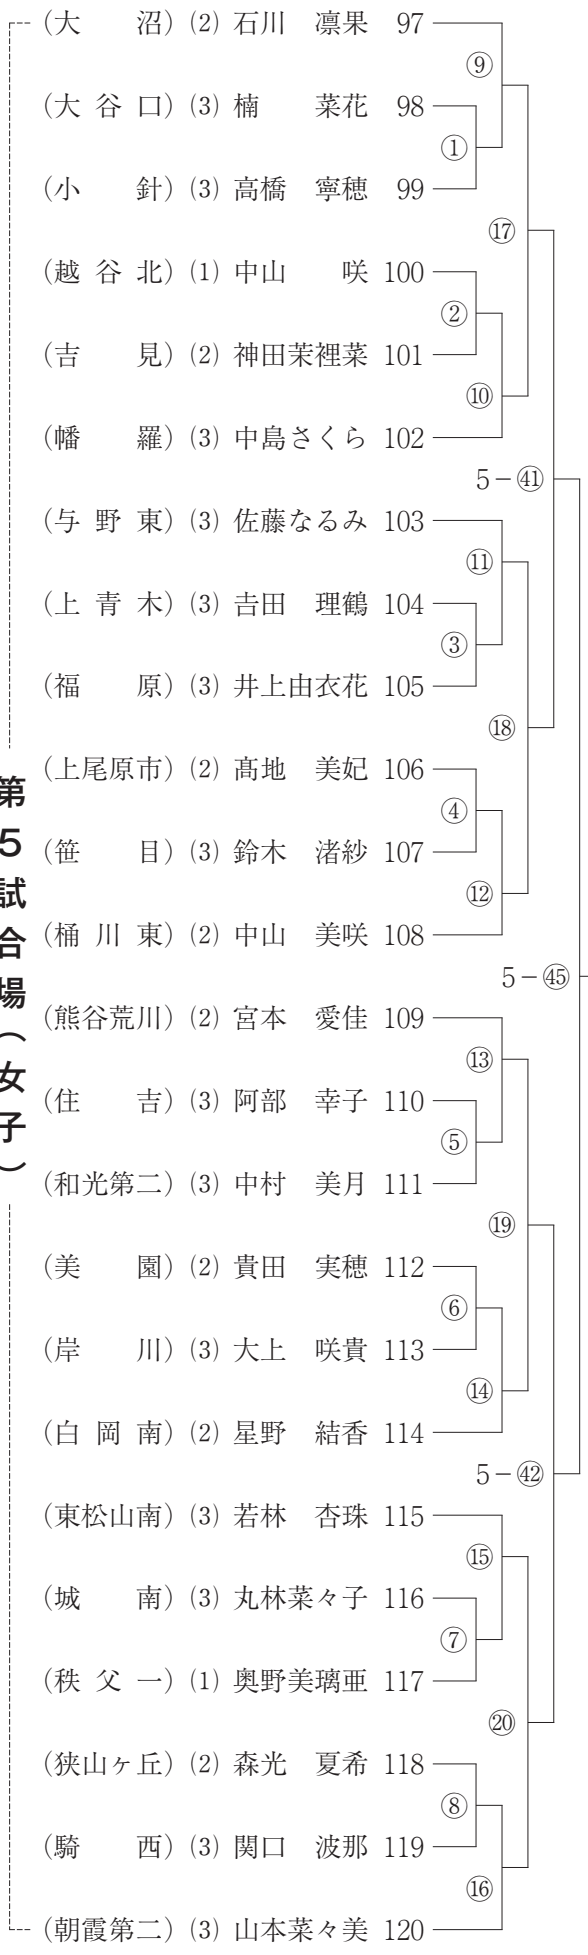 第5試合場（女子）
（大　沼）(2) 石川　凛果 97
（大谷口）(3) 楠　菜花 98
（小　針）(3) 高橋　寧穂 99
（越谷北）(1) 中山　咲 100
（吉　見）(2) 神田茉裡菜 101
（幡　羅）(3) 中島さくら 102
（与野東）(3) 佐藤なるみ 103
（上青木）(3) 𠮷田　理鶴 104
（福　原）(3) 井上由衣花 105
（上尾原市）(2) 髙地　美妃 106
（笹　目）(3) 鈴木　渚紗 107
（桶川東）(2) 中山　美咲 108
（熊谷荒川）(2) 宮本　愛佳 109
（住　吉）(3) 阿部　幸子 110
（和光第二）(3) 中村　美月 111
（美　園）(2) 貴田　実穂 112
（岸　川）(3) 大上　咲貴 113
（白岡南）(2) 星野　結香 114
（東松山南）(3) 若林　杏珠 115
（城　南）(3) 丸林菜々子 116
（秩父一）(1) 奥野美璃亜 117
（狭山ヶ丘）(2) 森光　夏希 118
（騎　西）(3) 関口　波那 119
（朝霞第二）(3) 山本菜々美 120
⑨
①
⑰
②
⑩
5－㊶
⑪
③
⑱
④
⑫
5－㊺
⑬
⑤
⑲
⑥
⑭
5－㊷
⑮
⑦
⑳
⑧
⑯